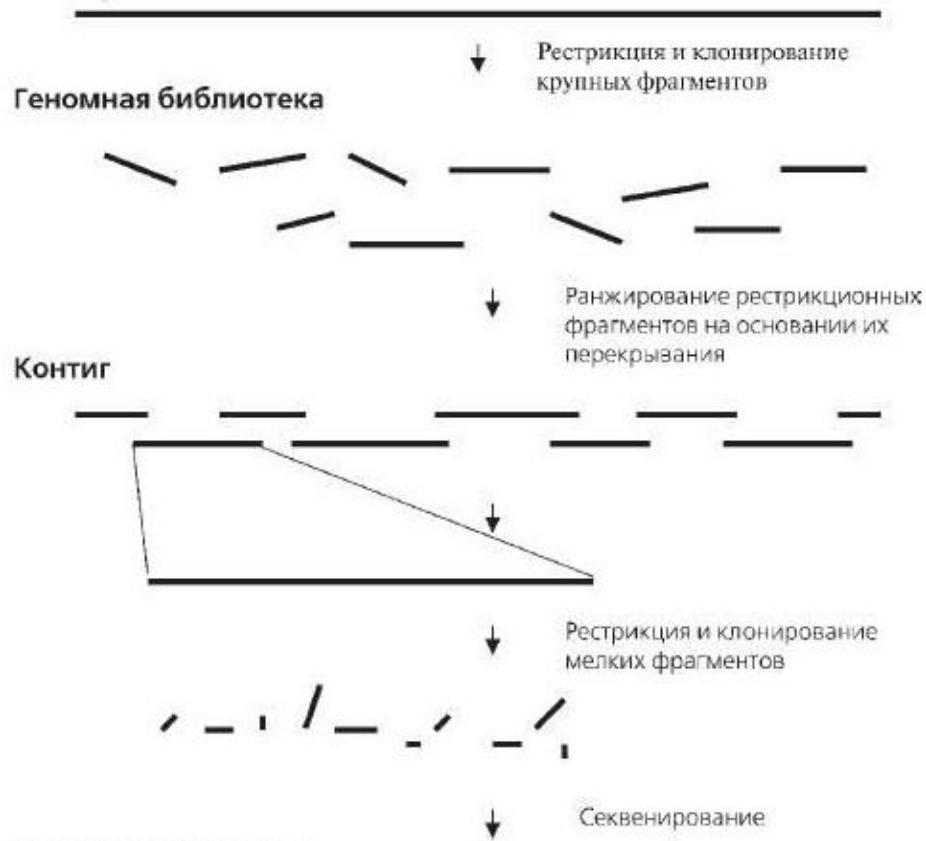 Рестрикция и клонирование
крупных фрагментов
Геномная библиотека
Ранжирование рестрикционных
фрагментов на основании их
перекрывания
Контиг
Рестрикция и клонирование
мелких фрагментов
Секвенирование